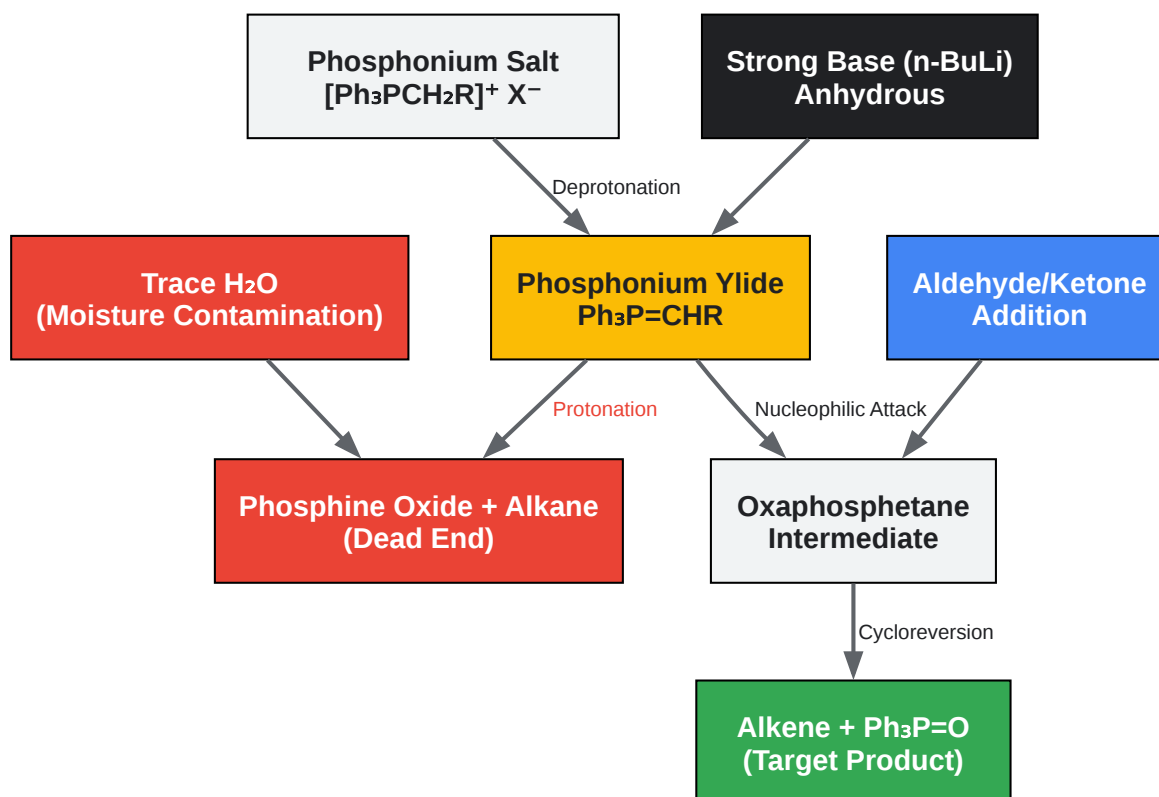 Phosphonium Salt
[Ph₃PCH₂R]⁺ X⁻
Strong Base (n-BuLi)
Anhydrous
Deprotonation
Trace H₂O
(Moisture Contamination)
Phosphonium Ylide
Ph₃P=CHR
Aldehyde/Ketone
Addition
Protonation
Nucleophilic Attack
Phosphine Oxide + Alkane
(Dead End)
Oxaphosphetane
Intermediate
Cycloreversion
Alkene + Ph₃P=O
(Target Product)